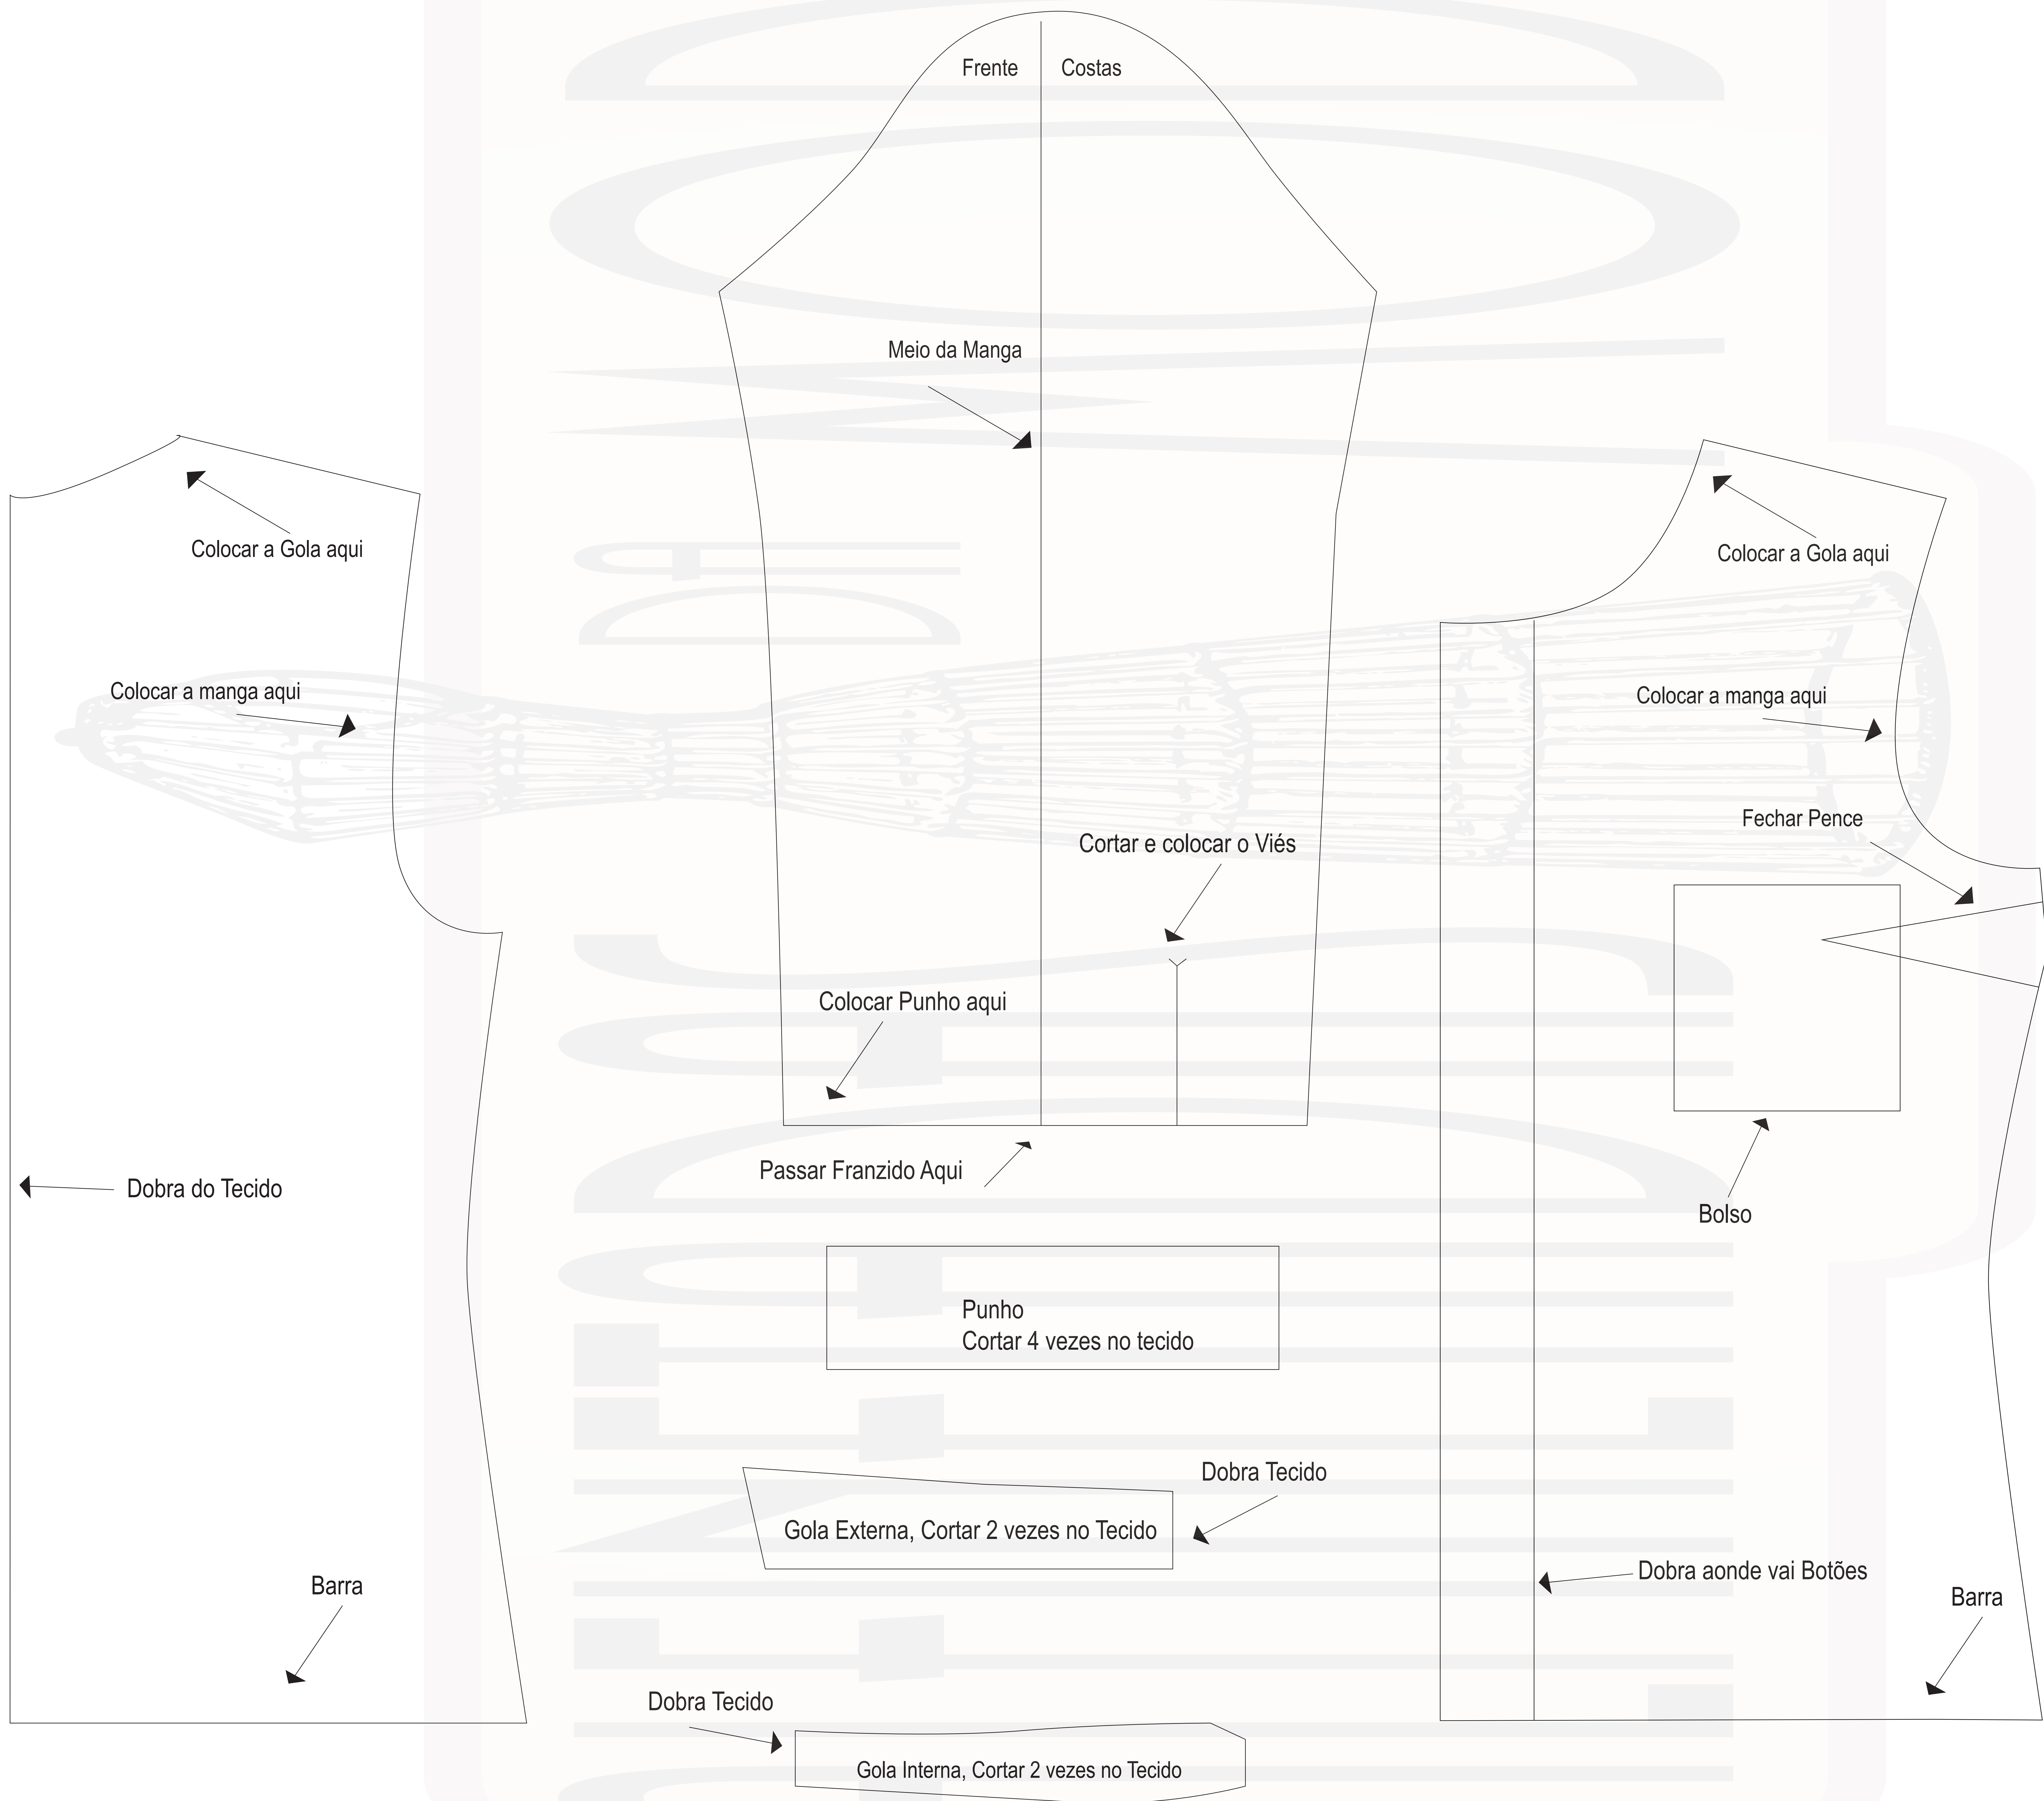 Frente
Costas
Meio da Manga
Colocar a Gola aqui
Colocar a Gola aqui
Colocar a manga aqui
Colocar a manga aqui
Fechar Pence
Cortar e colocar o Viés
Colocar Punho aqui
Passar Franzido Aqui
Dobra do Tecido
Bolso
Punho
Cortar 4 vezes no tecido
Dobra Tecido
Gola Externa, Cortar 2 vezes no Tecido
Dobra aonde vai Botões
Barra
Barra
Dobra Tecido
Gola Interna, Cortar 2 vezes no Tecido